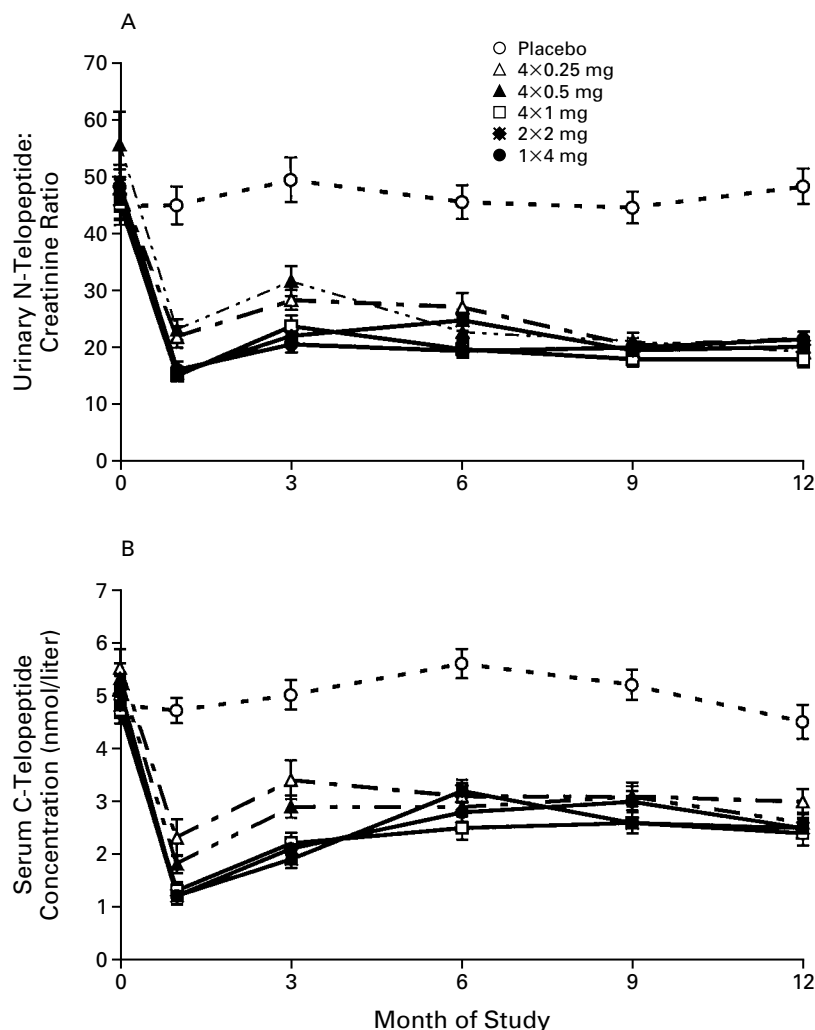 A
Placebo
4×0.25 mg
4×0.5 mg
4×1 mg
2×2 mg
1×4 mg
Urinary N-Telopeptide:
Creatinine Ratio
70
60
50
40
30
20
10
0
0 3 6 9 12
B
Serum C-Telopeptide
Concentration (nmol/liter)
7
6
5
4
3
2
1
0
0 3 6 9 12
Month of Study